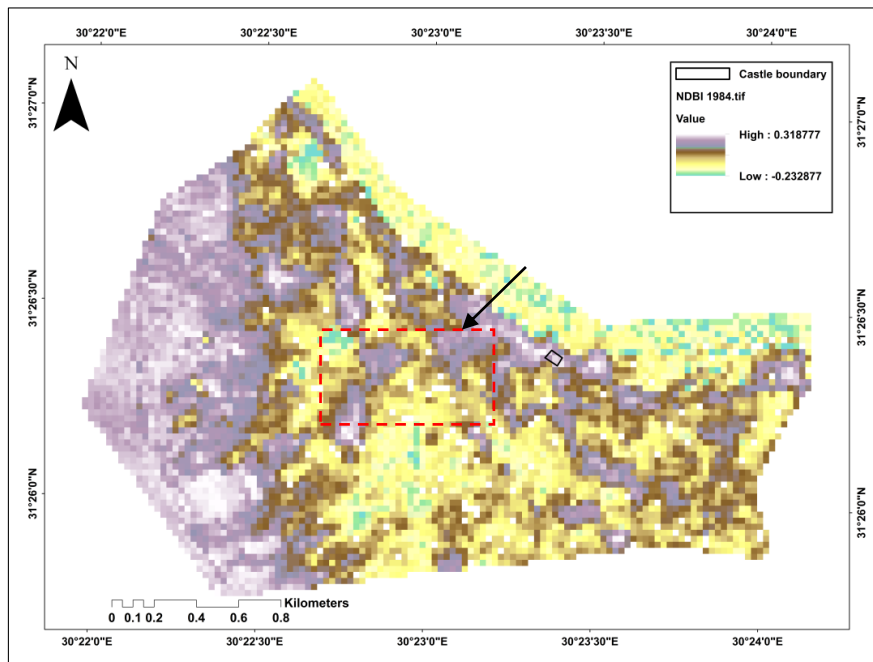 30°22'0"E 30°22'30"E 30°23'0"E 30°23'30"E 30°24'0"E
N
Castle boundary
NDBI 1984.tif
Value
High : 0.318777
Low : -0.232877
31°27'0"N 31°27'0"N
31°26'30"N 31°26'30"N
31°26'0"N 31°26'0"N
Kilometers
0 0.1 0.2 0.4 0.6 0.8
30°22'0"E 30°22'30"E 30°23'0"E 30°23'30"E 30°24'0"E